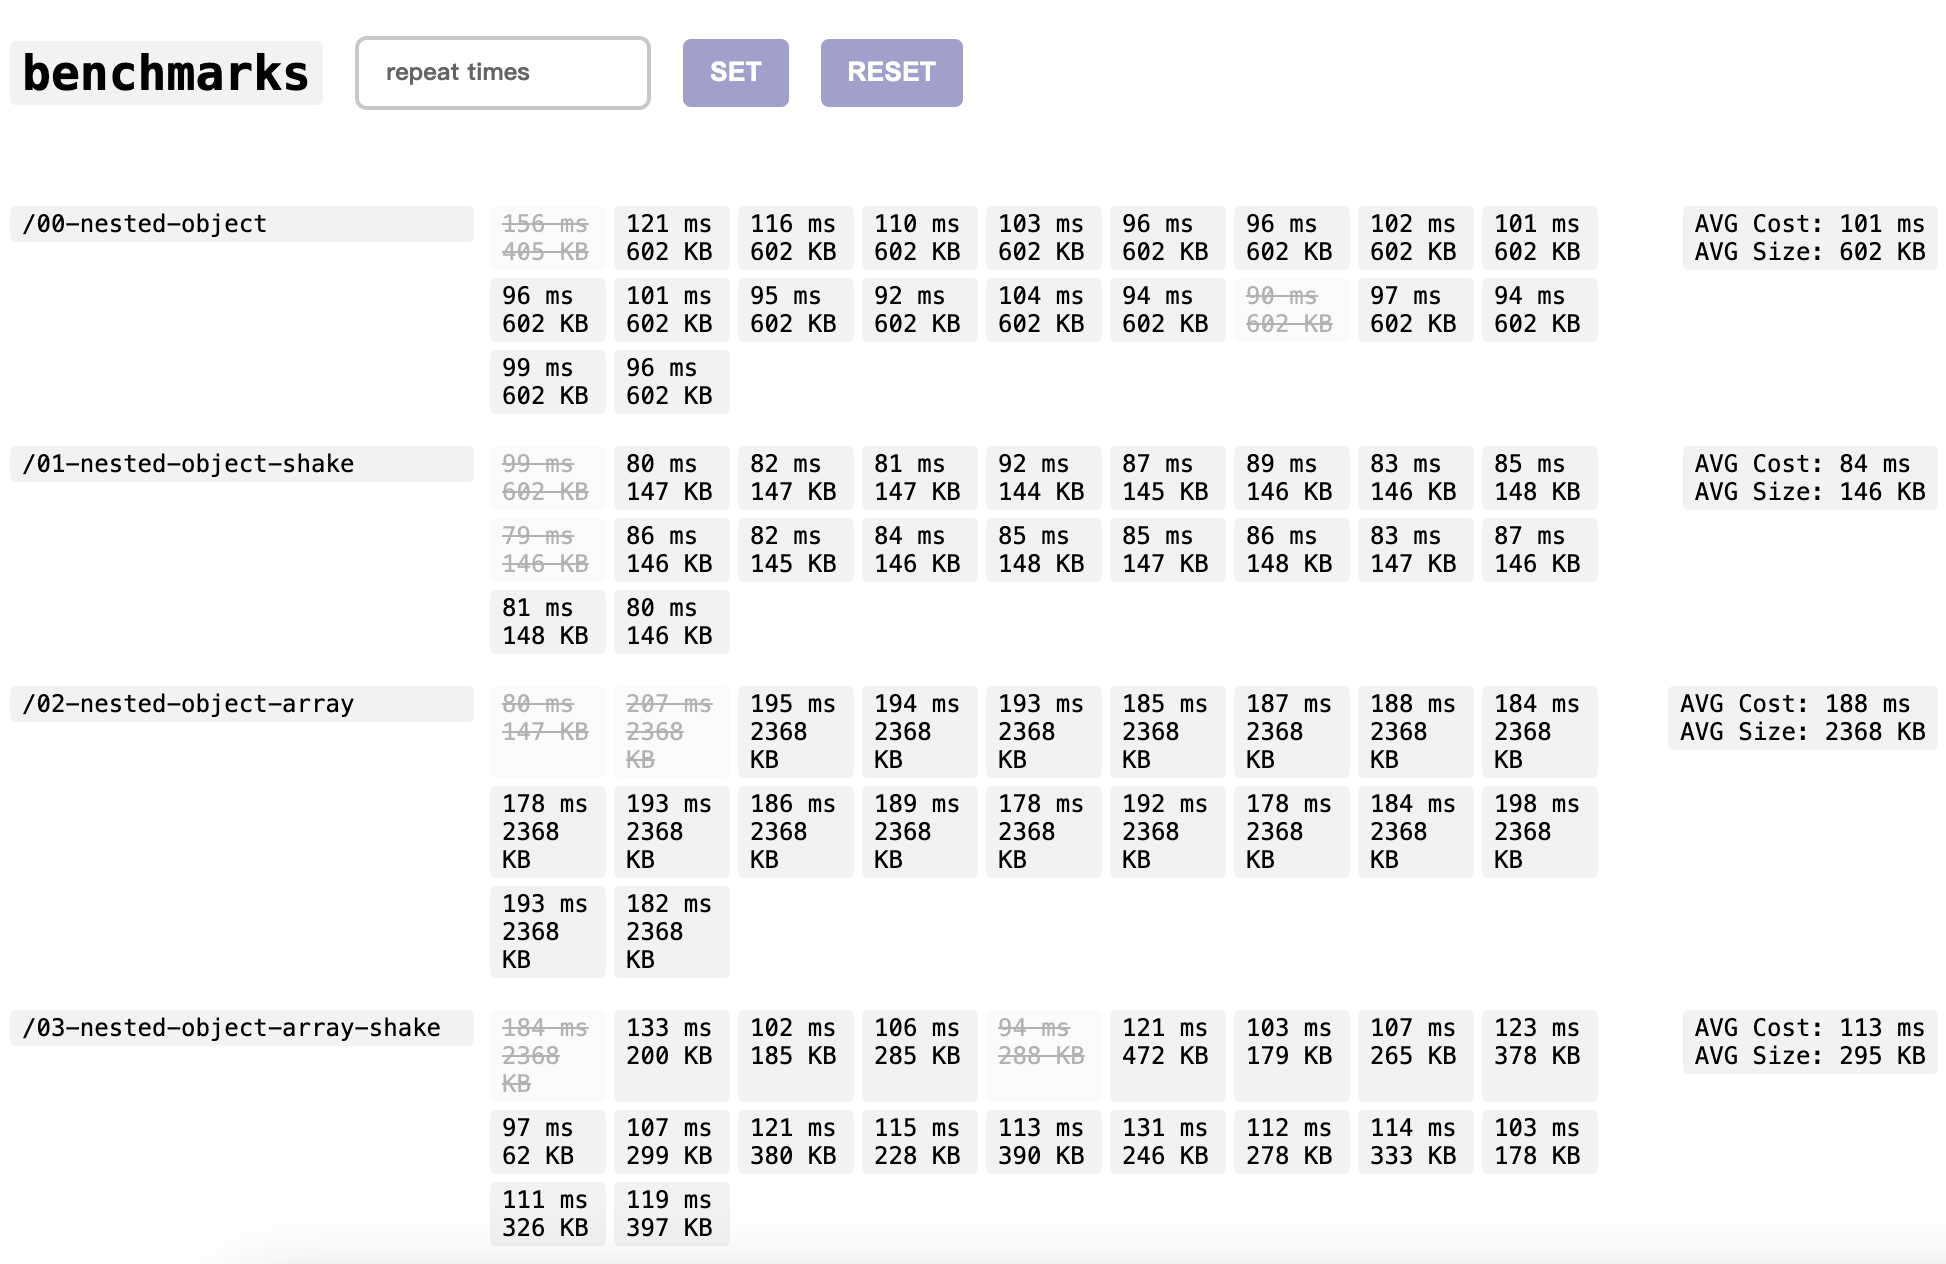 benchmarks
repeat times
SET
RESET
/00-nested-object
156 ms 121 ms 116 ms 110 ms 103 ms 96 ms 96 ms 102 ms 101 ms AVG Cost: 101 ms
405 KB 602 KB 602 KB 602 KB 602 KB 602 KB 602 KB 602 KB 602 KB AVG Size: 602 KB
96 ms 101 ms 95 ms 92 ms 104 ms 94 ms 90 ms 97 ms 94 ms
602 KB 602 KB 602 KB 602 KB 602 KB 602 KB 602 KB 602 KB 602 KB
99 ms 96 ms
602 KB 602 KB
/01-nested-object-shake
99 ms 80 ms 82 ms 81 ms 92 ms 87 ms 89 ms 83 ms 85 ms AVG Cost: 84 ms
602 KB 147 KB 147 KB 147 KB 144 KB 145 KB 146 KB 146 KB 148 KB AVG Size: 146 KB
79 ms 86 ms 82 ms 84 ms 85 ms 85 ms 86 ms 83 ms 87 ms
146 KB 146 KB 145 KB 146 KB 148 KB 147 KB 148 KB 147 KB 146 KB
81 ms 80 ms
148 KB 146 KB
/02-nested-object-array
80 ms 207 ms 195 ms 194 ms 193 ms 185 ms 187 ms 188 ms 184 ms AVG Cost: 188 ms
147 KB 2368 2368 2368 2368 2368 2368 2368 2368 AVG Size: 2368 KB
KB KB KB KB KB KB KB KB
178 ms 193 ms 186 ms 189 ms 178 ms 192 ms 178 ms 184 ms 198 ms
2368 2368 2368 2368 2368 2368 2368 2368 2368
KB KB KB KB KB KB KB KB KB
193 ms 182 ms
2368 2368
KB KB
/03-nested-object-array-shake
184 ms 133 ms 102 ms 106 ms 94 ms 121 ms 103 ms 107 ms 123 ms AVG Cost: 113 ms
2368 200 KB 185 KB 285 KB 288 KB 472 KB 179 KB 265 KB 378 KB AVG Size: 295 KB
KB
97 ms 107 ms 121 ms 115 ms 113 ms 131 ms 112 ms 114 ms 103 ms
62 KB 299 KB 380 KB 228 KB 390 KB 246 KB 278 KB 333 KB 178 KB
111 ms 119 ms
326 KB 397 KB